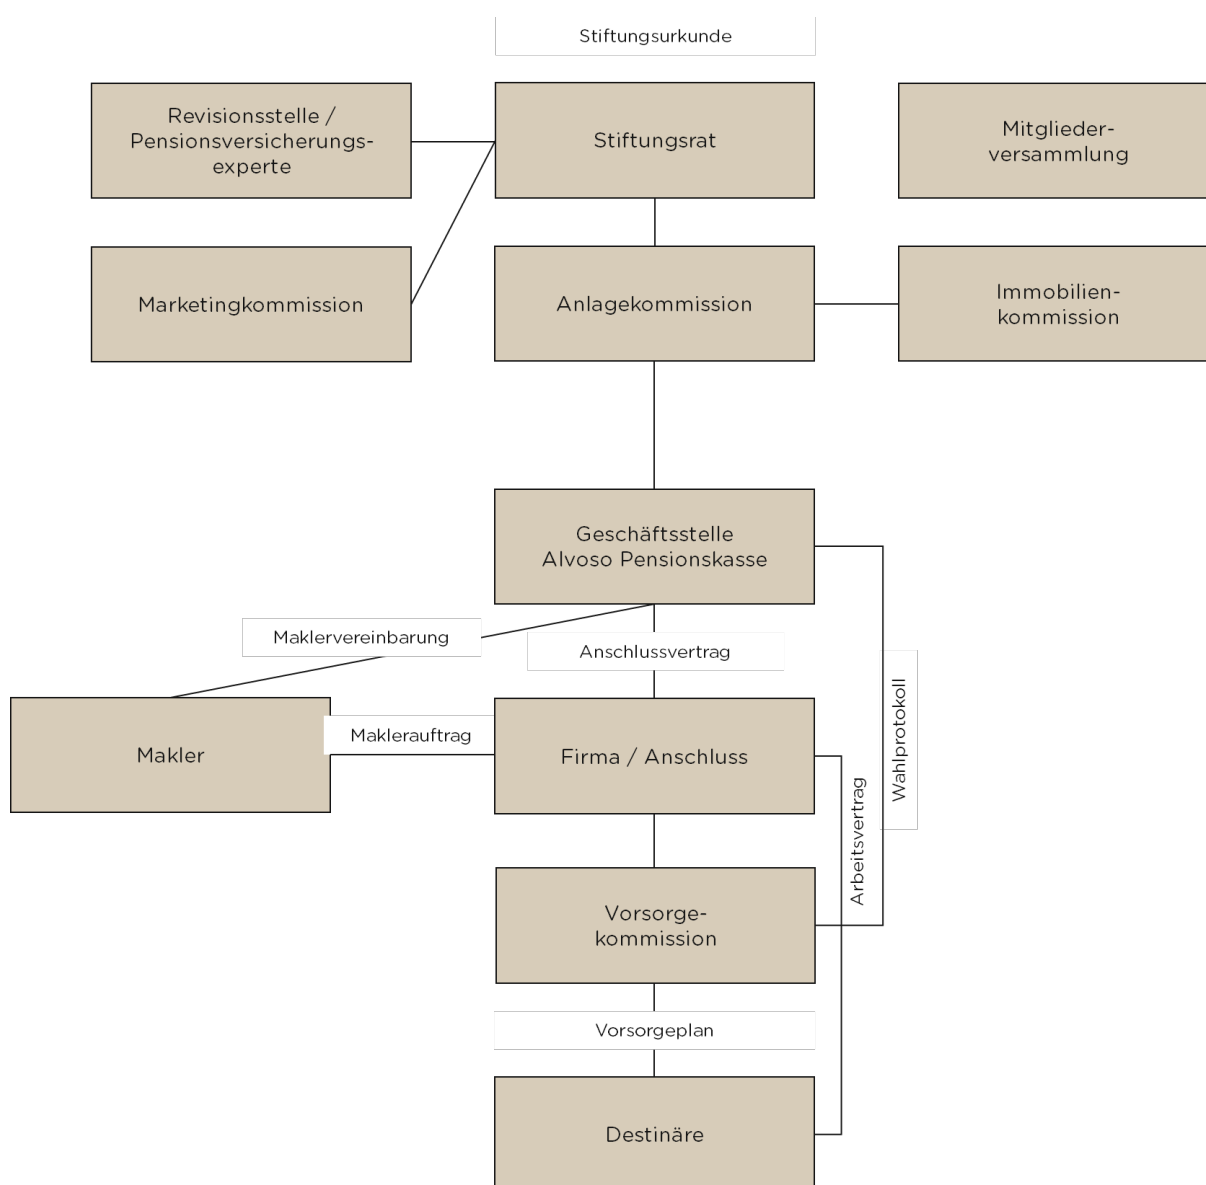 Stiftungsurkunde
Revisionsstelle /
Pensionsversicherungs-
experte
Stiftungsrat
Mitglieder-
versammlung
Marketingkommission
Anlagekommission
Immobilien-
kommission
Geschäftsstelle
Alvoso Pensionskasse
Maklervereinbarung
Anschlussvertrag
Makler
Maklerauftrag
Firma / Anschluss
Wahlprotokoll
Arbeitsvertrag
Vorsorge-
kommission
Vorsorgeplan
Destinäre